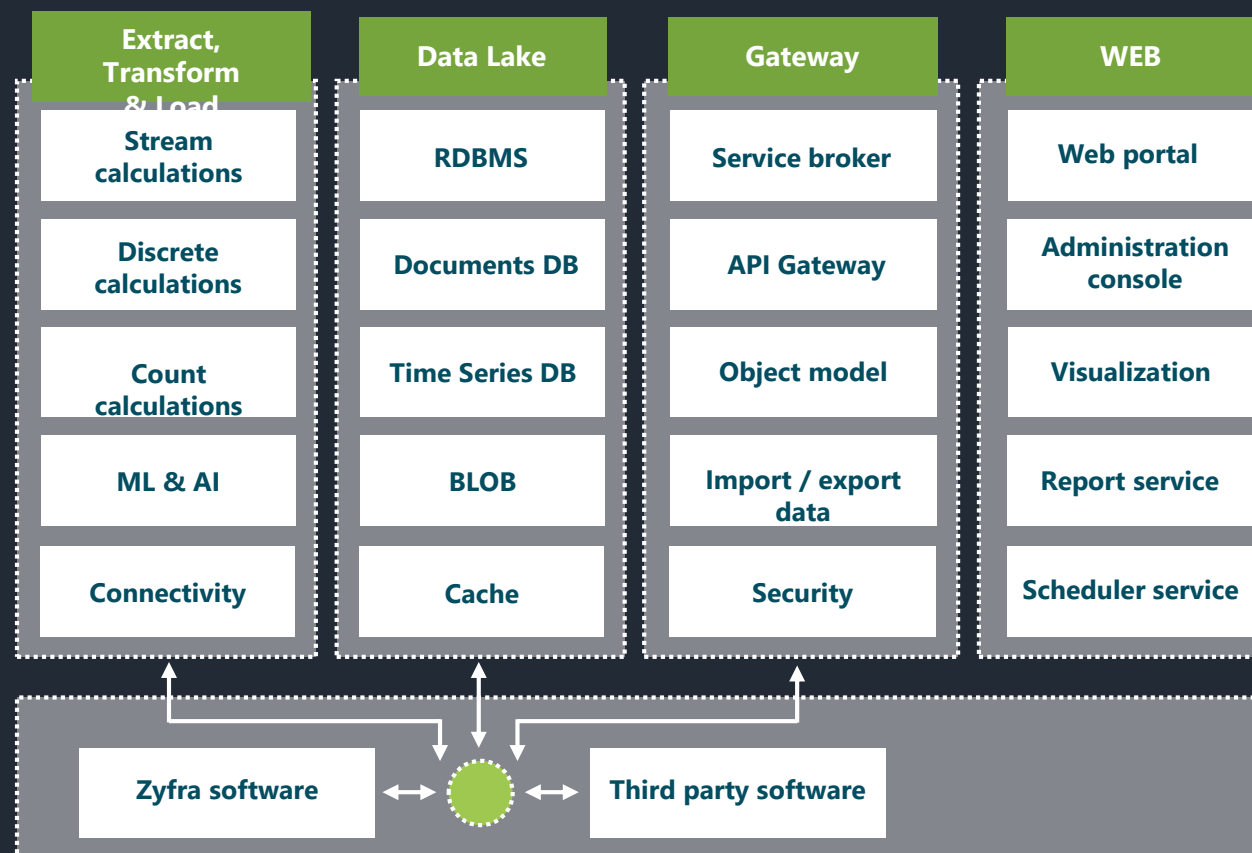 Extract,
Transform
& Load
Stream
calculations
Discrete
calculations
Count
calculations
ML & AI
Connectivity
Data Lake
RDBMS
Documents DB
Time Series DB
BLOB
Cache
Gateway
Service broker
API Gateway
Object model
Import / export
data
Security
WEB
Web portal
Administration
console
Visualization
Report service
Scheduler service
Zyfra software
Third party software